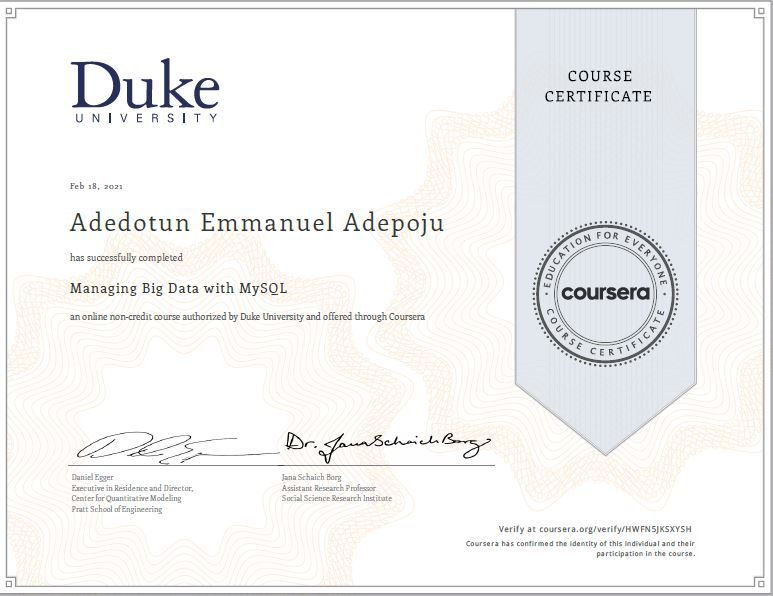 Duke
UNIVERSITY
COURSE
CERTIFICATE
Feb 18, 2021
Adedotun Emmanuel Adepoju
has successfully completed
Managing Big Data with MySQL
an online non-credit course authorized by Duke University and offered through Coursera
EDUCATION FOR EVERYONE
coursera
COURSE CERTIFICATE
Dr. Jana Schaich Borg
Daniel Egger
Executive in Residence and Director,
Center for Quantitative Modeling
Pratt School of Engineering
Jana Schaich Borg
Assistant Research Professor
Social Science Research Institute
Verify at coursera.org/verify/HWFN5JKSXYSH
Coursera has confirmed the identity of this individual and their
participation in the course.